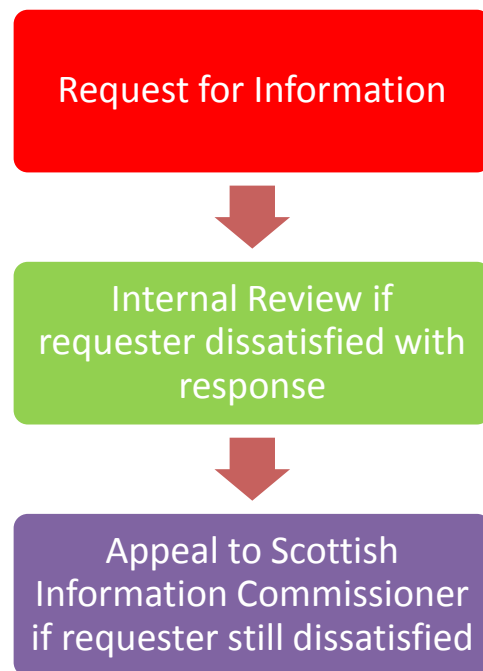 Request for Information
Internal Review if
requester dissatisfied with
response
Appeal to Scottish
Information Commissioner
if requester still dissatisfied